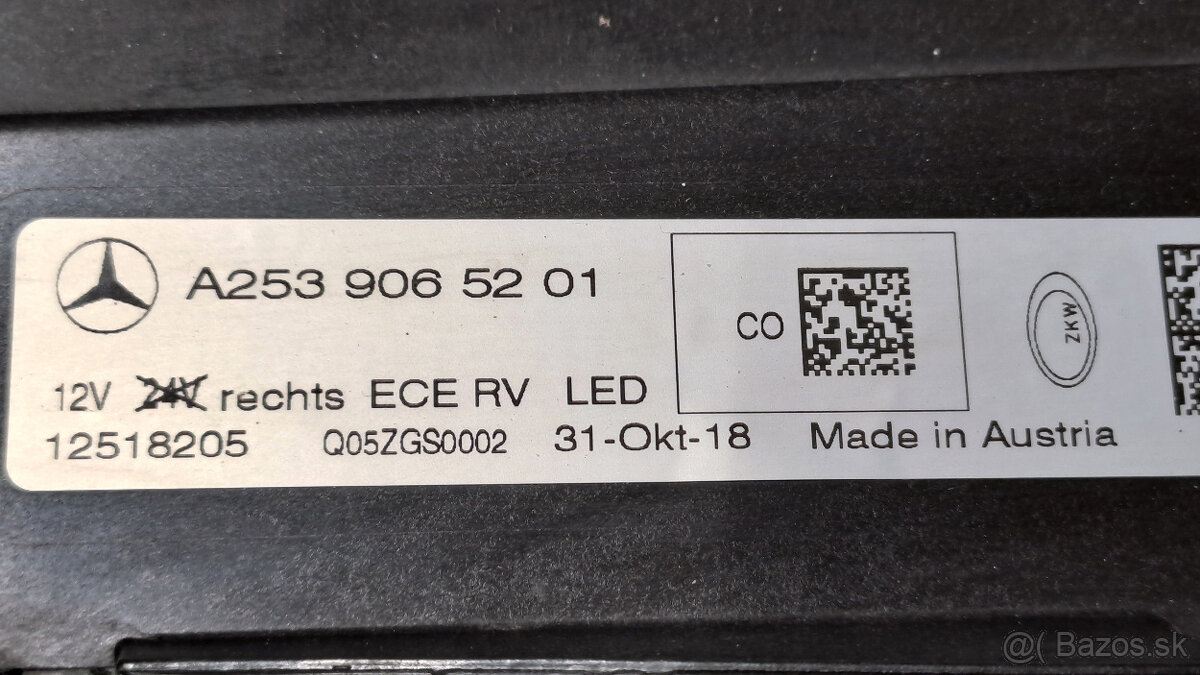 A253 906 52 01
CO
ZKW
12V 24V rechts ECE RV LED
12518205 Q05ZGS0002 31-Okt-18 Made in Austria
@( Bazos.sk